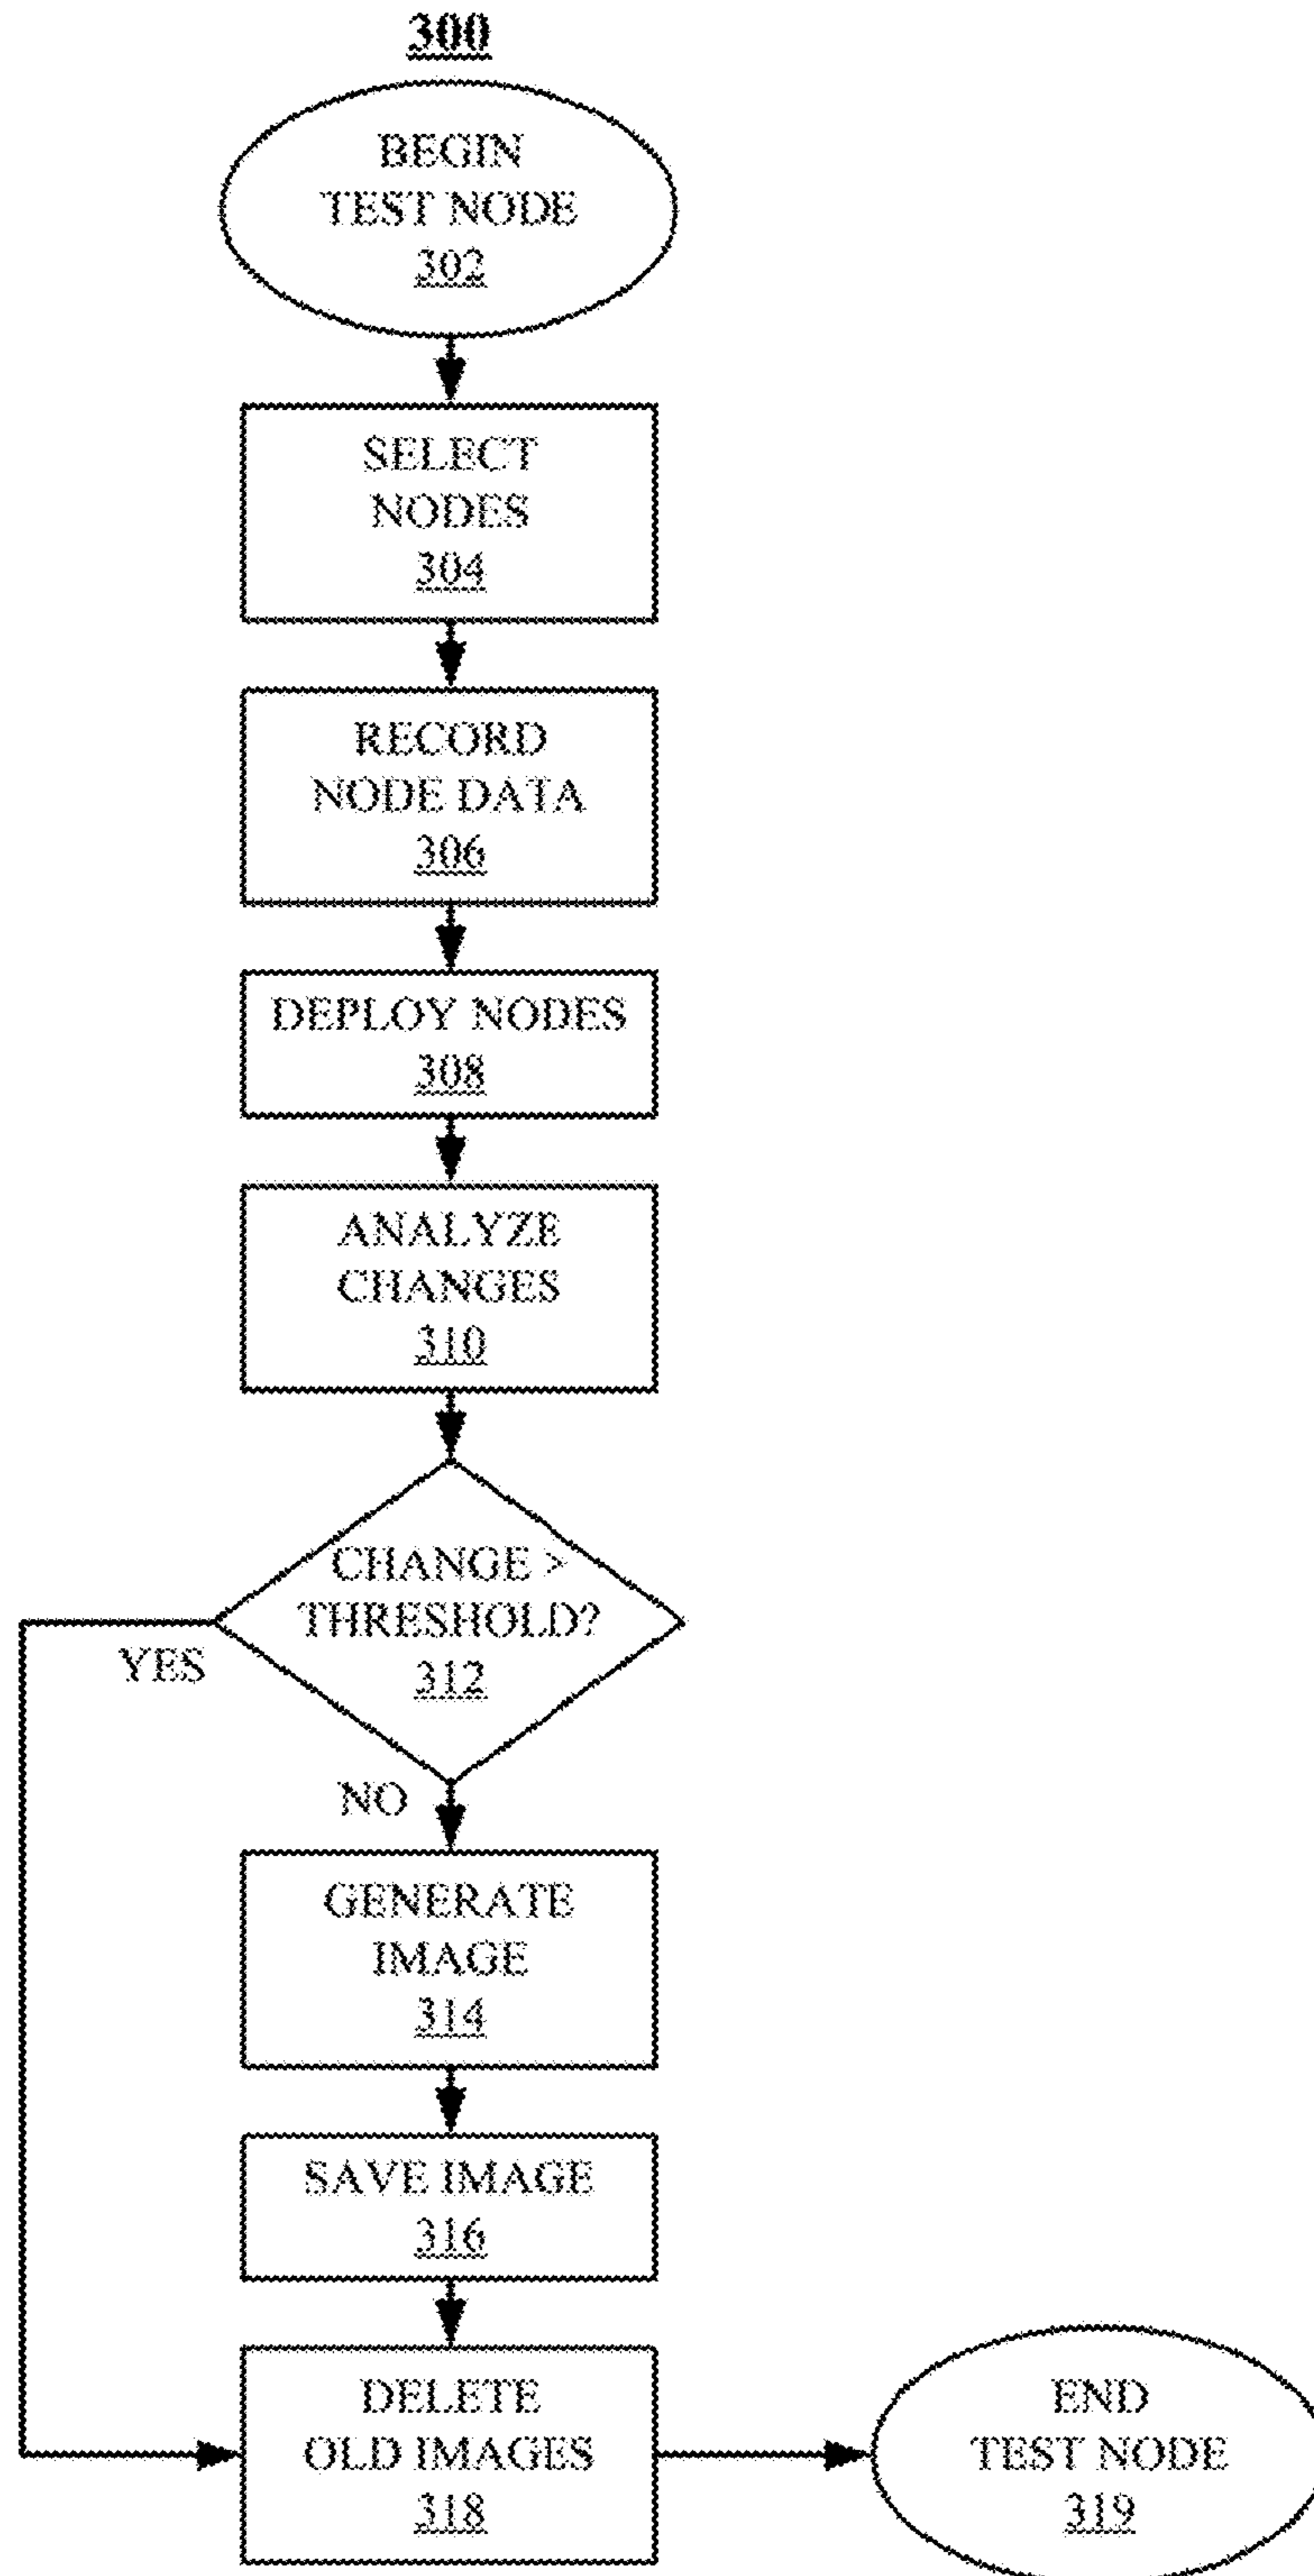 300
BEGIN
TEST NODE
302
SELECT
NODES
304
RECORD
NODE DATA
306
DEPLOY NODES
308
ANALYZE
CHANGES
310
CHANGE >
THRESHOLD?
312
YES
NO
GENERATE
IMAGE
314
SAVE IMAGE
316
DELETE
OLD IMAGES
318
END
TEST NODE
319